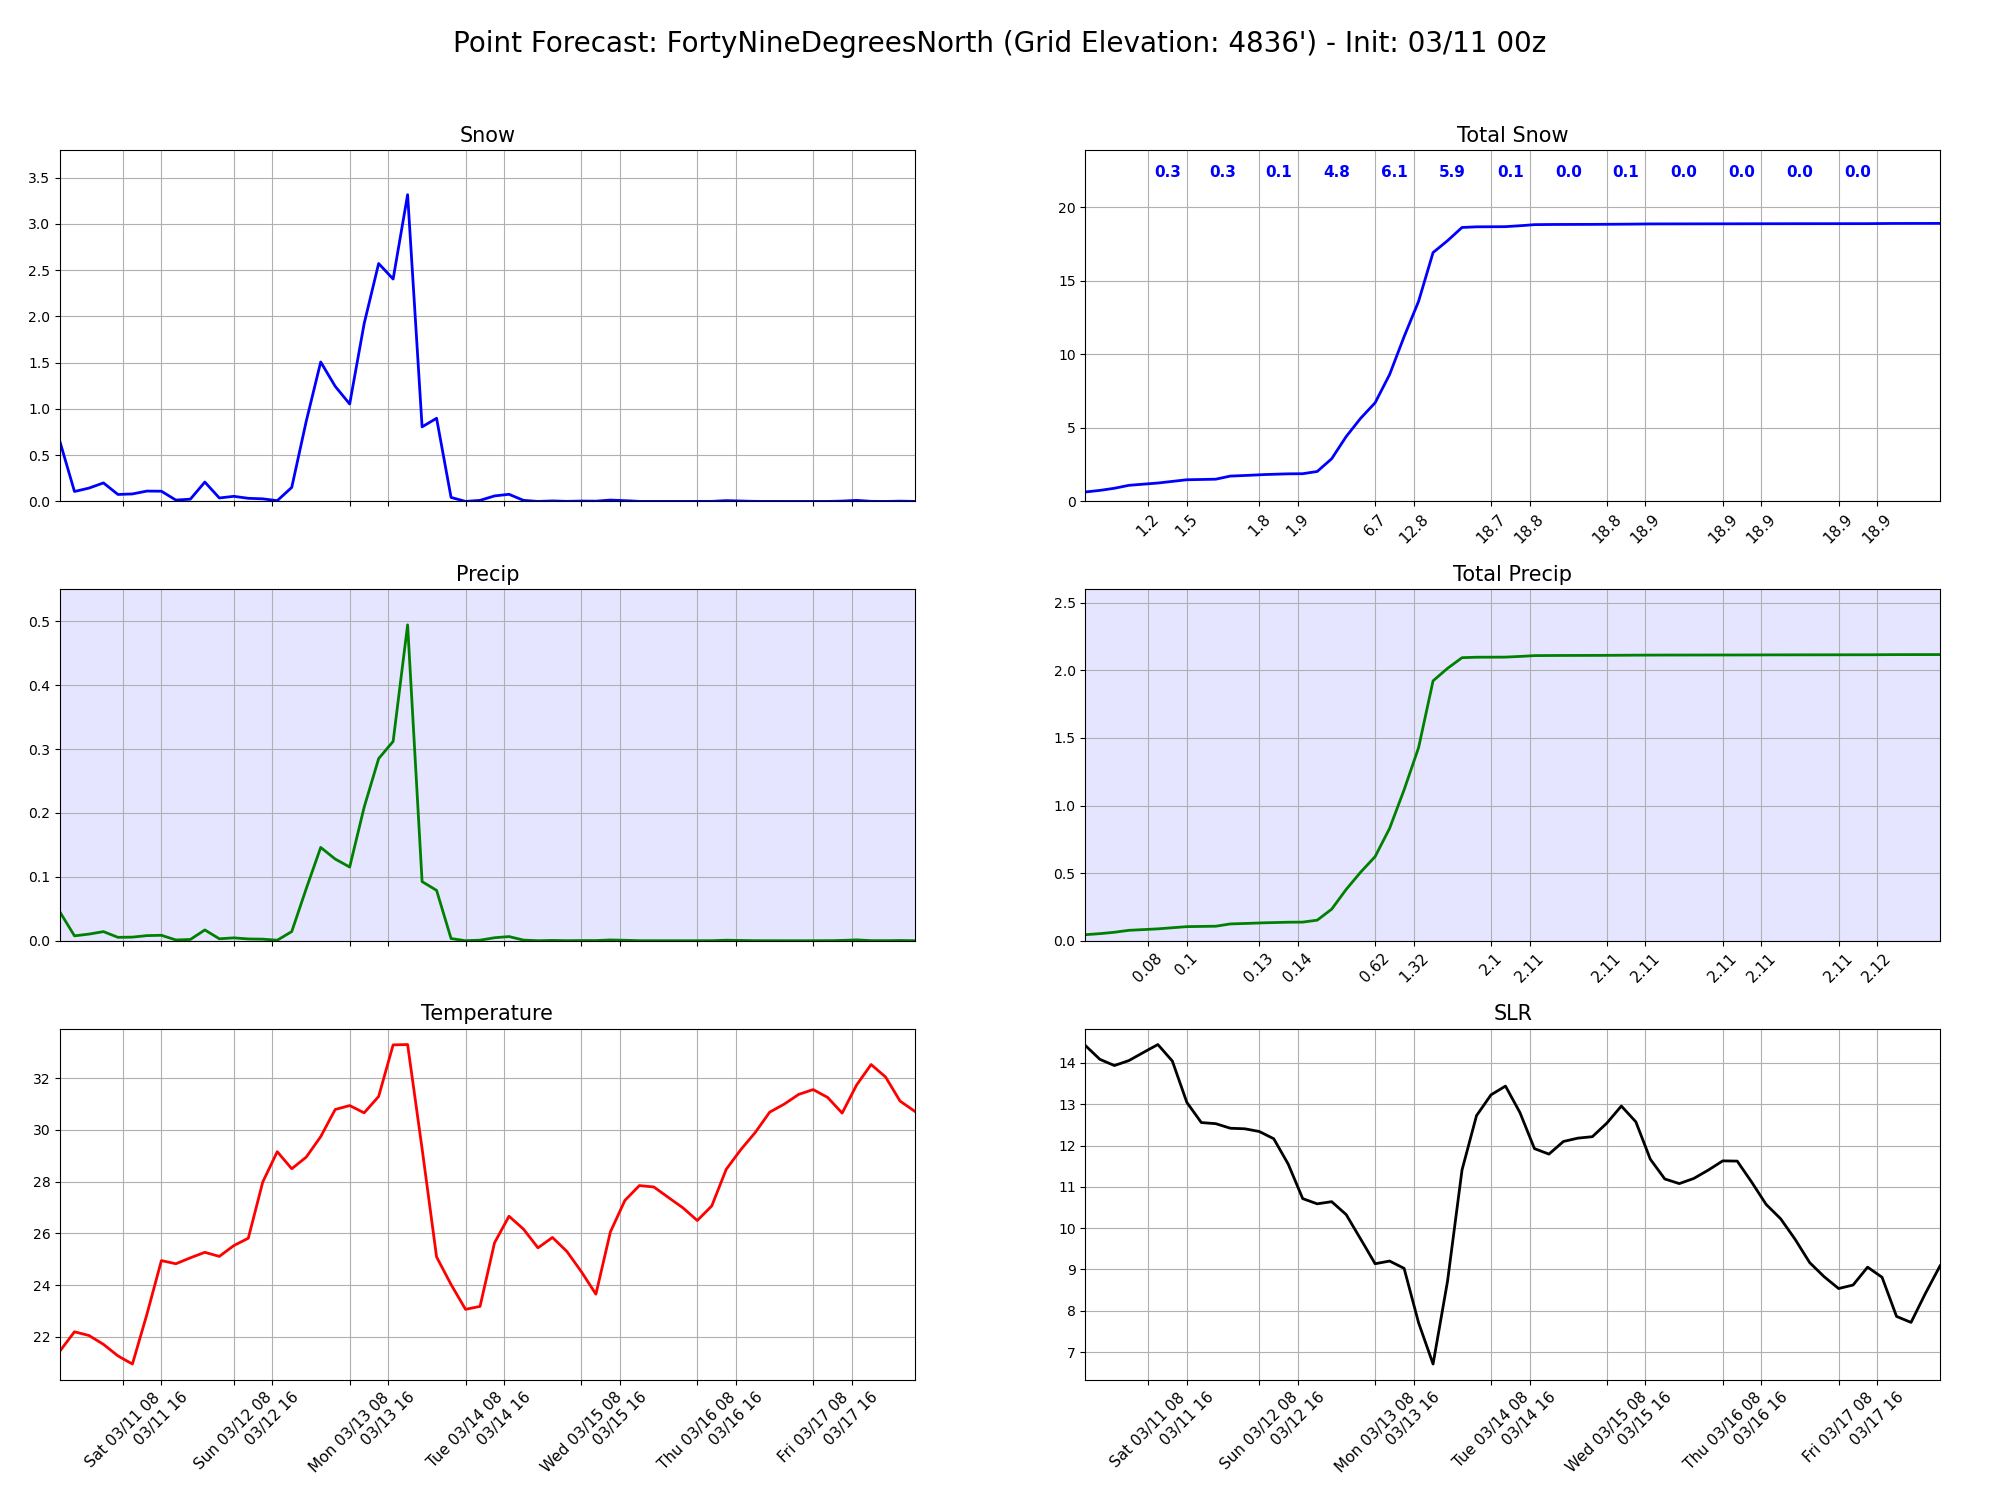 Point Forecast: FortyNineDegreesNorth (Grid Elevation: 4836') - Init: 03/11 00z
Snow
3.5
3.0
2.5
2.0
1.5
1.0
0.5
0.0
Total Snow
0.3 0.3 0.1 4.8 6.1 5.9 0.1 0.0 0.1 0.0 0.0 0.0 0.0
20
15
10
5
0
1.2 1.5 1.8 1.9 6.7 12.8 18.7 18.8 18.8 18.9 18.9 18.9 18.9 18.9
Precip
0.5
0.4
0.3
0.2
0.1
0.0
Total Precip
2.5
2.0
1.5
1.0
0.5
0.0
0.08 0.1 0.13 0.14 0.62 1.32 2.1 2.11 2.11 2.11 2.11 2.11 2.11 2.12
Temperature
32
30
28
26
24
22
Sat 03/11 08
03/11 16
Sun 03/12 08
03/12 16
Mon 03/13 08
03/13 16
Tue 03/14 08
03/14 16
Wed 03/15 08
03/15 16
Thu 03/16 08
03/16 16
Fri 03/17 08
03/17 16
SLR
14
13
12
11
10
9
8
7
Sat 03/11 08
03/11 16
Sun 03/12 08
03/12 16
Mon 03/13 08
03/13 16
Tue 03/14 08
03/14 16
Wed 03/15 08
03/15 16
Thu 03/16 08
03/16 16
Fri 03/17 08
03/17 16